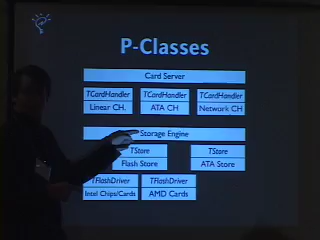 P-Classes
Card Server
TCardHandler TCardHandler TCardHandler
Linear CH. ATA CH Network CH
Storage Engine
TStore TStore
Flash Store ATA Store
TFlashDriver TFlashDriver
Intel Chips/Cards AMD Cards